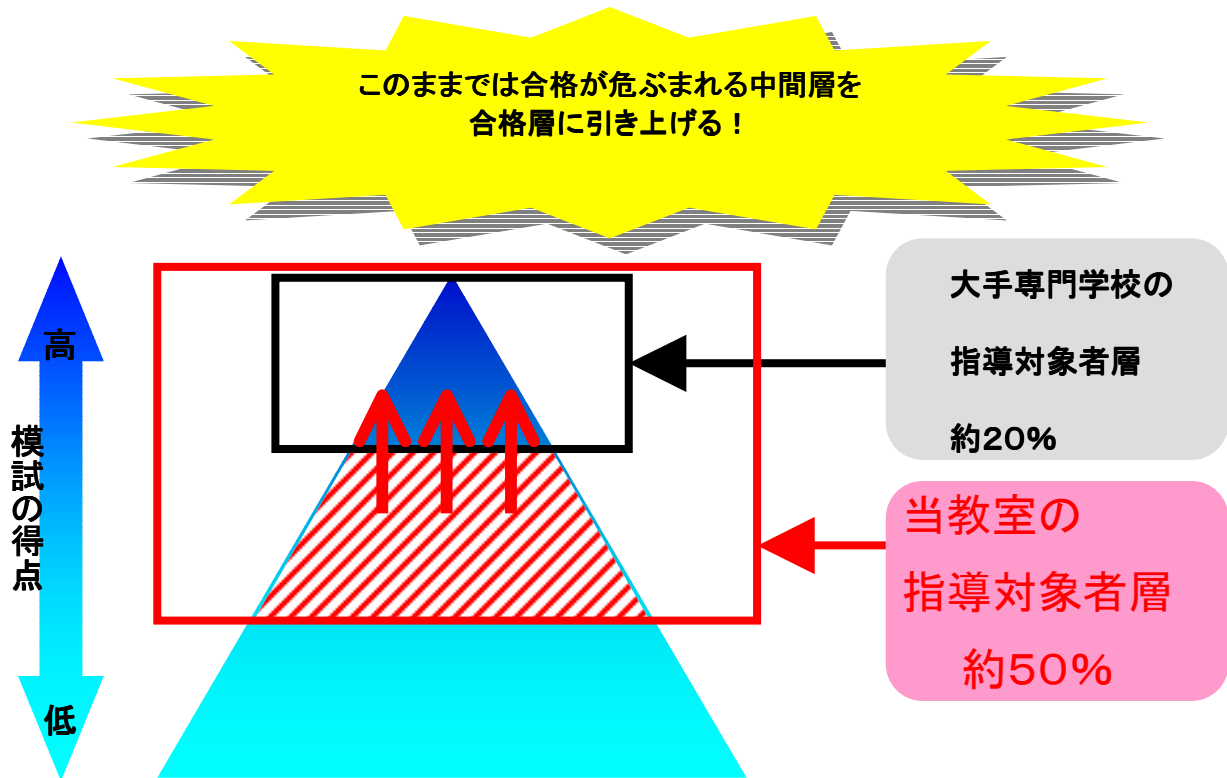 このままでは合格が危ぶまれる中間層を
合格層に引き上げる！
高
模試の得点
低
大手専門学校の
指導対象者層
約２０％
当教室の
指導対象者層
約５０％